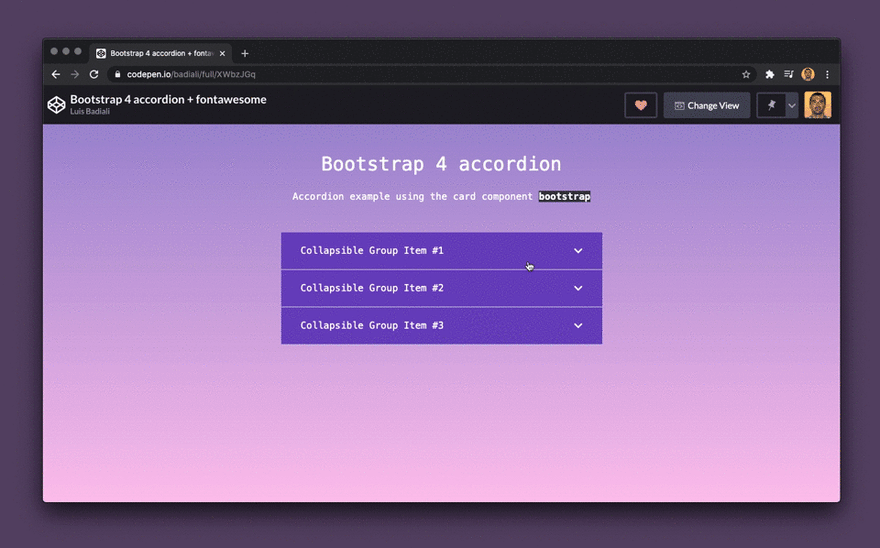 Bootstrap 4 accordion + fonta
codepen.io/badiali/full/XWbzJGq
Bootstrap 4 accordion + fontawesome
Luis Badiali
Change View
Bootstrap 4 accordion
Accordion example using the card component bootstrap
Collapsible Group Item #1
Collapsible Group Item #2
Collapsible Group Item #3